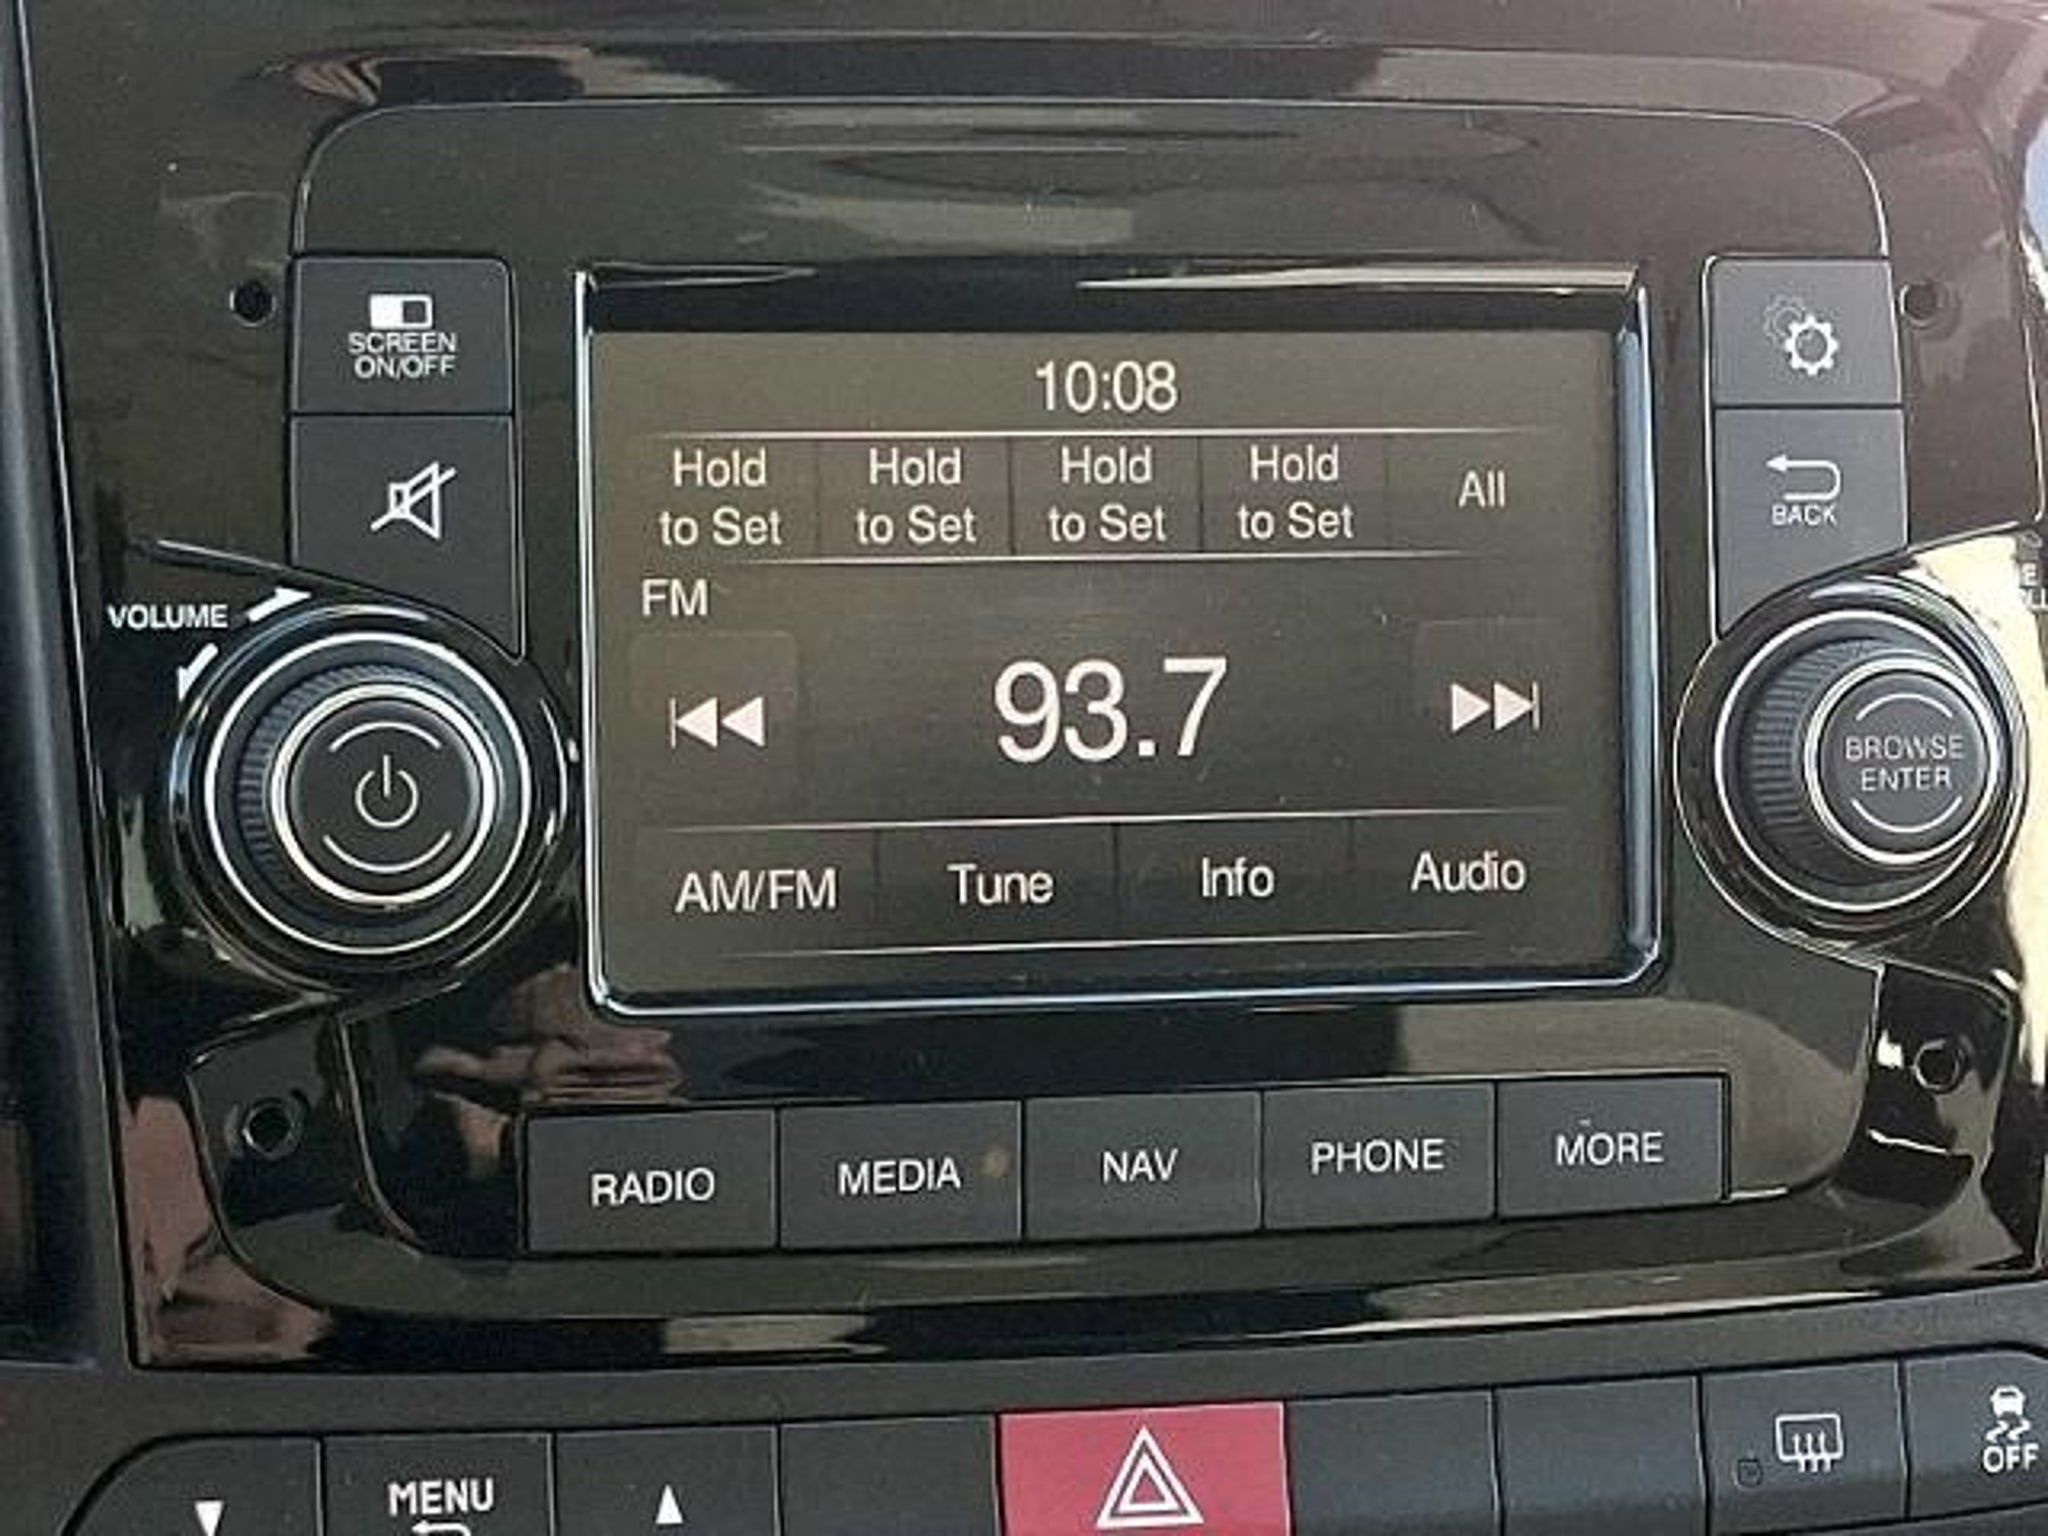 10:08
SCREEN
ON/OFF
Hold
to Set
Hold
to Set
Hold
to Set
Hold
to Set
All
BACK
VOLUME
FM
93.7
BROWSE
ENTER
AM/FM
Tune
Info
Audio
RADIO
MEDIA
NAV
PHONE
MORE
MENU
OFF